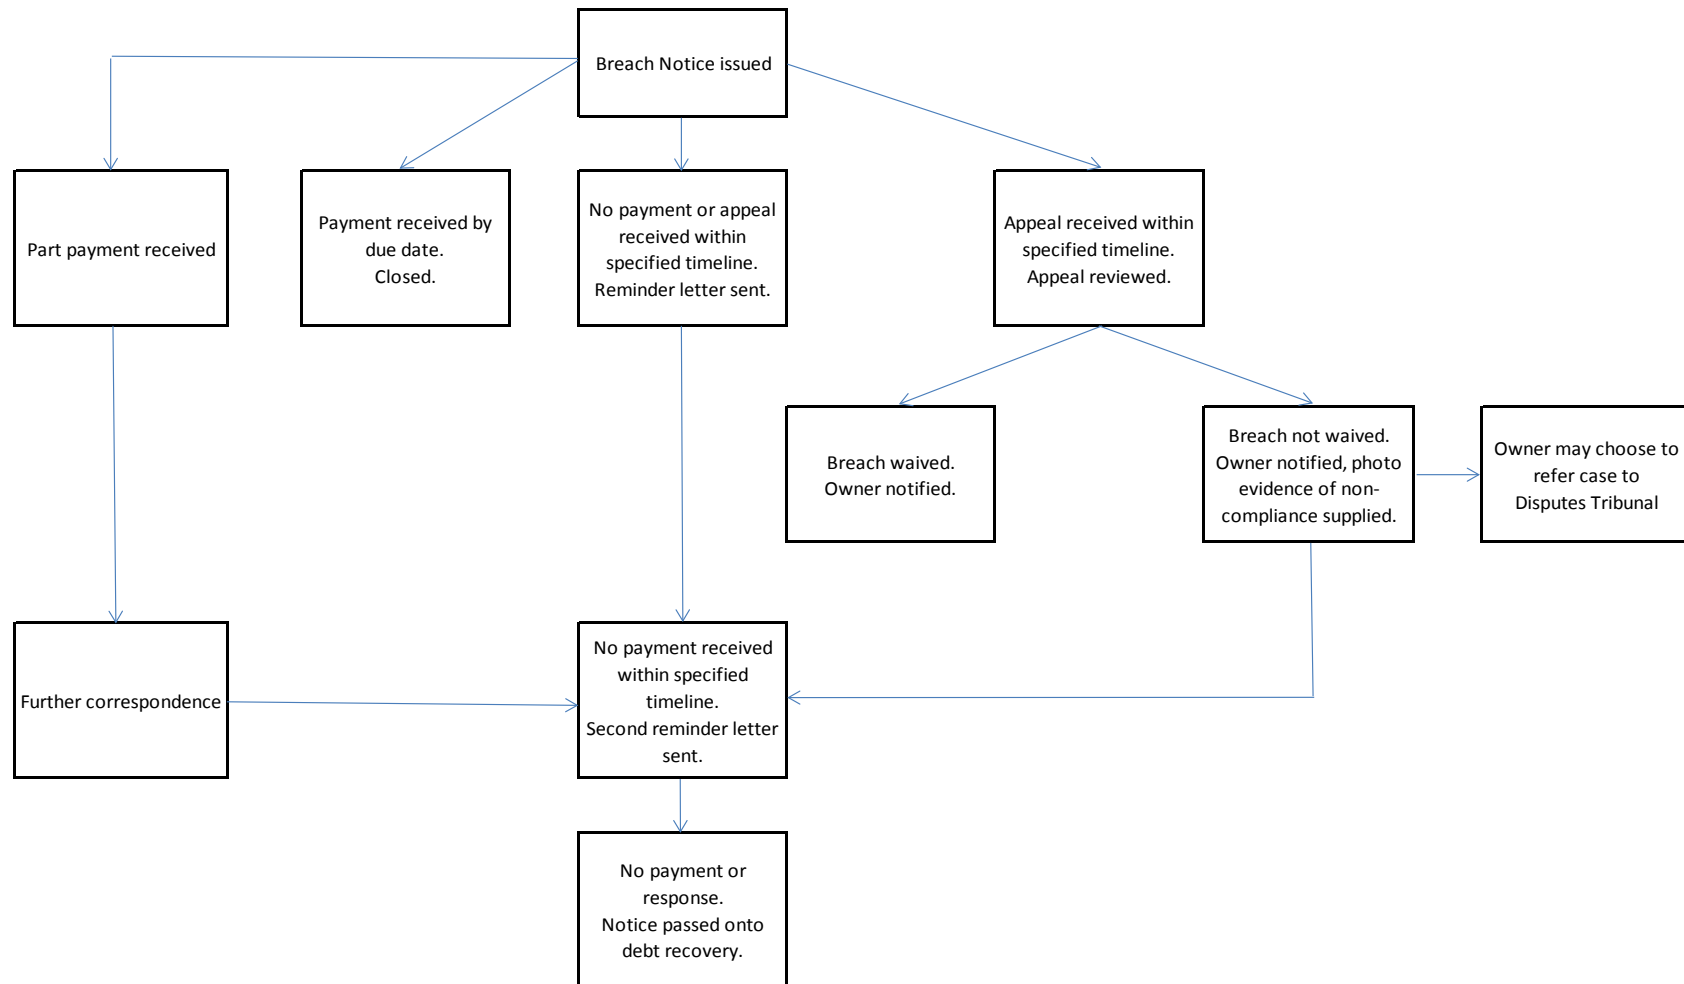 Breach Notice issued
Part payment received
Payment received by
due date.
Closed.
No payment or appeal
received within
specified timeline.
Reminder letter sent.
Appeal received within
specified timeline.
Appeal reviewed.
Breach waived.
Owner notified.
Breach not waived.
Owner notified, photo
evidence of non-
compliance supplied.
Owner may choose to
refer case to
Disputes Tribunal
Further correspondence
No payment received
within specified
timeline.
Second reminder letter
sent.
No payment or
response.
Notice passed onto
debt recovery.